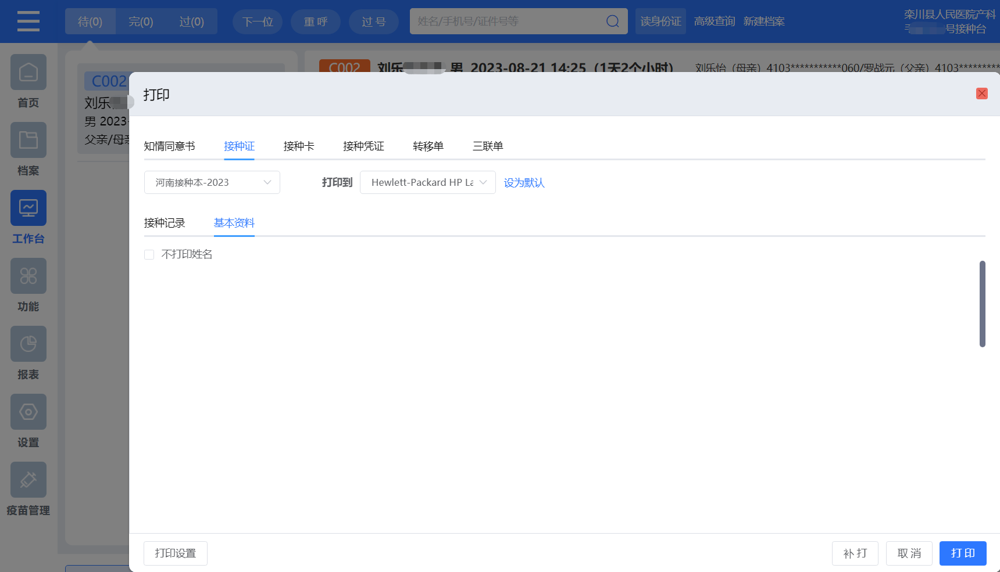 待(0) 完(0) 过(0) 下一位 重 呼 过 号 姓名/手机号/证件号等 读身份证 高级查询 新建档案
栾川县人民医院产科
号接种台
首页
档案
工作台
功能
报表
设置
疫苗管理
C002
刘乐
男 2023-
父亲/母亲
C002 刘乐 男 2023-08-21 14:25（1天2个小时） 刘乐怡（母亲）4103***********060/罗战元（父亲）4103*********
打印
知情同意书 接种证 接种卡 接种凭证 转移单 三联单
河南接种本-2023 打印到 Hewlett-Packard HP La 设为默认
接种记录 基本资料
不打印姓名
打印设置 补 打 取 消 打 印